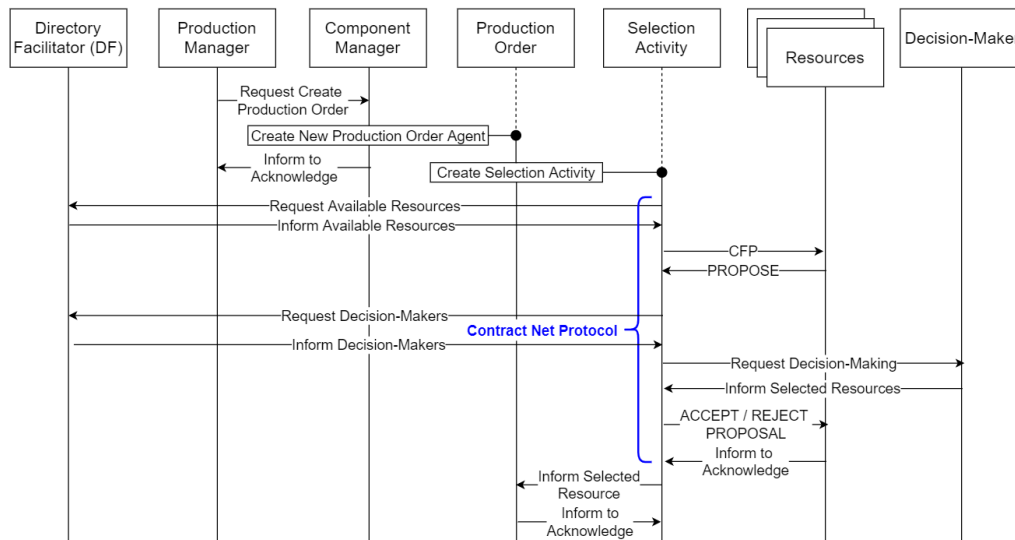 Directory
Facilitator (DF)
Production
Manager
Component
Manager
Production
Order
Selection
Activity
Resources
Decision-Maker
Request Create
Production Order
Create New Production Order Agent
Inform to
Acknowledge
Create Selection Activity
Request Available Resources
Inform Available Resources
CFP
PROPOSE
Request Decision-Makers
Contract Net Protocol
Inform Decision-Makers
Request Decision-Making
Inform Selected Resources
ACCEPT / REJECT
PROPOSAL
Inform to
Acknowledge
Inform Selected
Resource
Inform to
Acknowledge